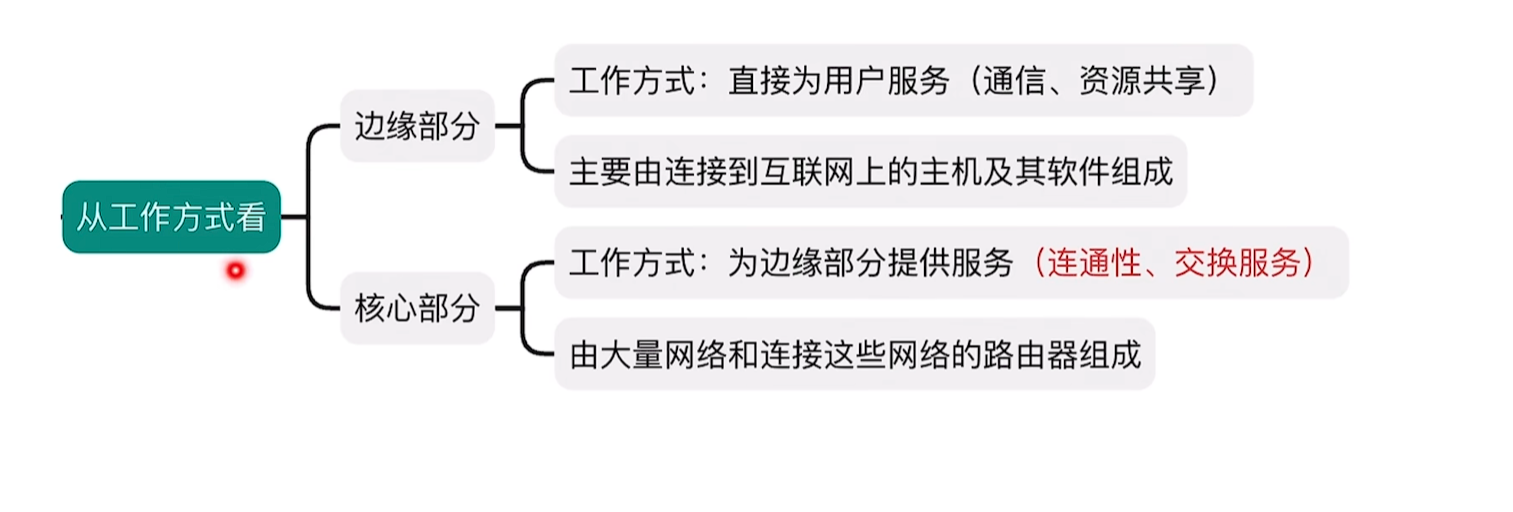 工作方式：直接为用户服务（通信、资源共享）
边缘部分
主要由连接到互联网上的主机及其软件组成
从工作方式看
工作方式：为边缘部分提供服务（连通性、交换服务）
核心部分
由大量网络和连接这些网络的路由器组成